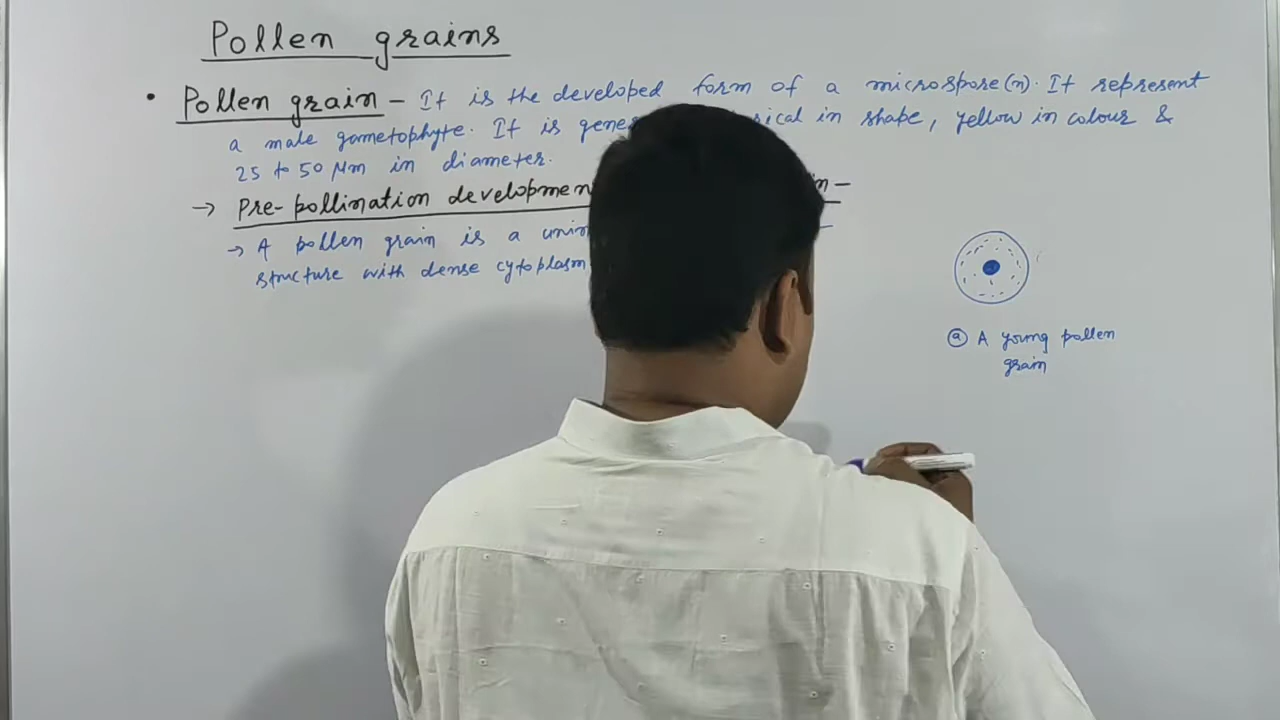 Pollen grains
• Pollen grain – It is the developed form of a microspore(n). It represent
a male gametophyte. It is gene rical in shape, yellow in colour &
25 to 50 μm in diameter.
→ Pre-pollination developmen n –
→ A pollen grain is a unin –
structure with dense cytoplasm
ⓐ A young pollen
grain